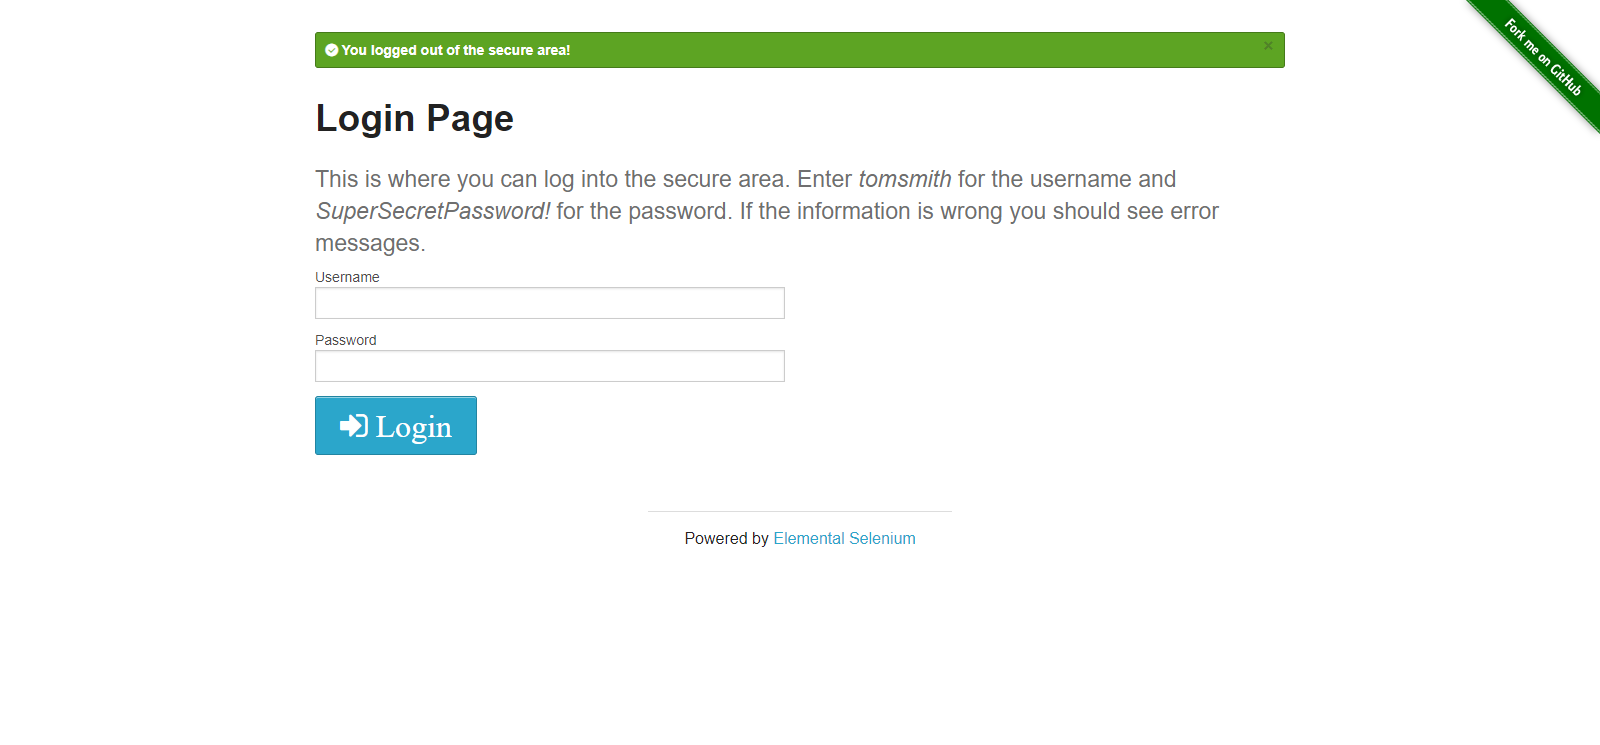 You logged out of the secure area!
×
Fork me on GitHub
Login Page
This is where you can log into the secure area. Enter tomsmith for the username and
SuperSecretPassword! for the password. If the information is wrong you should see error
messages.
Username
Password
Login
Powered by Elemental Selenium